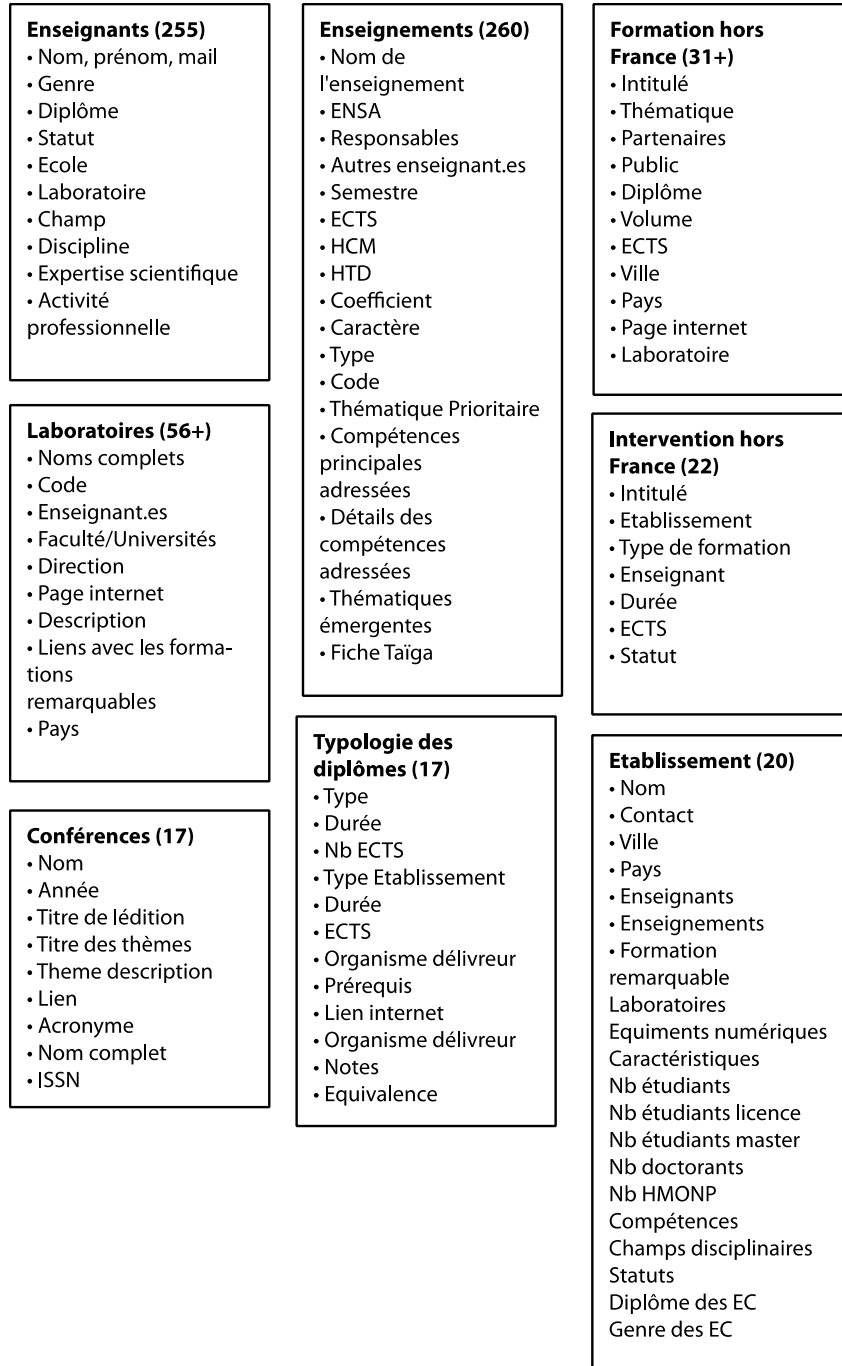 Enseignants (255)
• Nom, prénom, mail
• Genre
• Diplôme
• Statut
• Ecole
• Laboratoire
• Champ
• Discipline
• Expertise scientifique
• Activité
professionnelle
Laboratoires (56+)
• Noms complets
• Code
• Enseignant.es
• Faculté/Universités
• Direction
• Page internet
• Description
• Liens avec les forma-
tions
remarquables
• Pays
Conférences (17)
• Nom
• Année
• Titre de lédition
• Titre des thèmes
• Theme description
• Lien
• Acronyme
• Nom complet
• ISSN
Enseignements (260)
• Nom de
l'enseignement
• ENSA
• Responsables
• Autres enseignant.es
• Semestre
• ECTS
• HCM
• HTD
• Coefficient
• Caractère
• Type
• Code
• Thématique Prioritaire
• Compétences
principales
adressées
• Détails des
compétences
adressées
• Thématiques
émergentes
• Fiche Taïga
Typologie des
diplômes (17)
• Type
• Durée
• Nb ECTS
• Type Etablissement
• Durée
• ECTS
• Organisme délivreur
• Prérequis
• Lien internet
• Organisme délivreur
• Notes
• Equivalence
Formation hors
France (31+)
• Intitulé
• Thématique
• Partenaires
• Public
• Diplôme
• Volume
• ECTS
• Ville
• Pays
• Page internet
• Laboratoire
Intervention hors
France (22)
• Intitulé
• Etablissement
• Type de formation
• Enseignant
• Durée
• ECTS
• Statut
Etablissement (20)
• Nom
• Contact
• Ville
• Pays
• Enseignants
• Enseignements
• Formation
remarquable
Laboratoires
Equiments numériques
Caractéristiques
Nb étudiants
Nb étudiants licence
Nb étudiants master
Nb doctorants
Nb HMONP
Compétences
Champs disciplinaires
Statuts
Diplôme des EC
Genre des EC